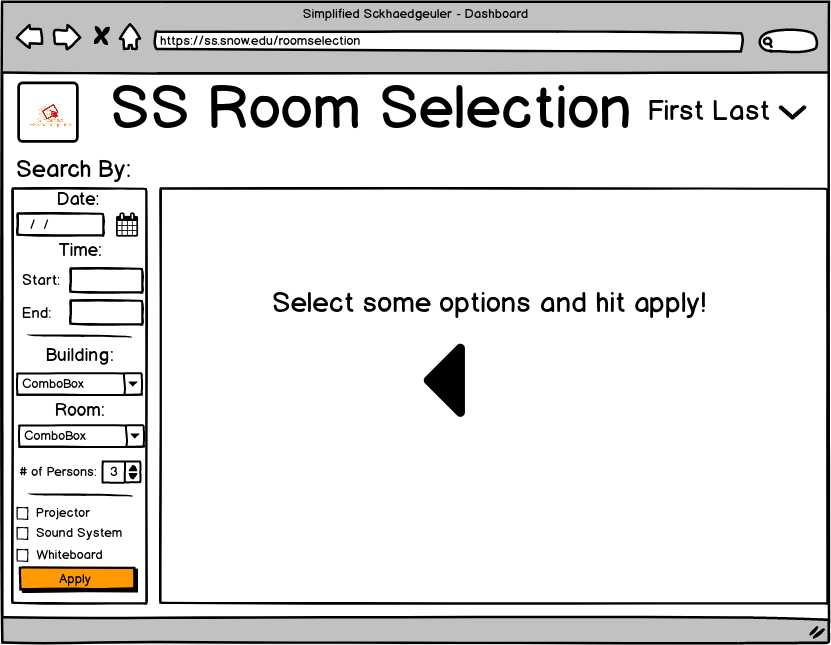 Simplified Sckhaedgeuler - Dashboard
https://ss.snow.edu/roomselection
SS Room Selection
First Last
Search By:
Date:
/ /
Time:
Start:
End:
Building:
ComboBox
Room:
ComboBox
# of Persons: 3
Projector
Sound System
Whiteboard
Apply
Select some options and hit apply!